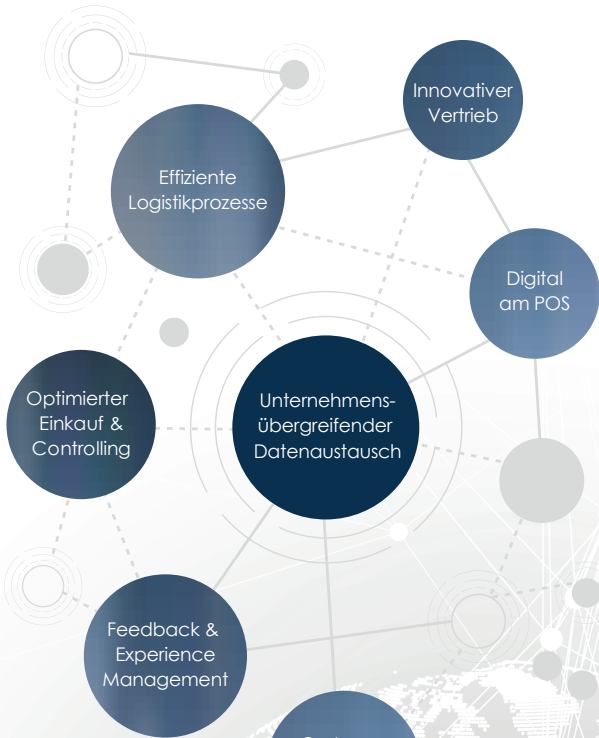 Innovativer
Vertrieb
Effiziente
Logistikprozesse
Digital
am POS
Optimierter
Einkauf &
Controlling
Unternehmens-
übergreifender
Datenaustausch
Feedback &
Experience
Management